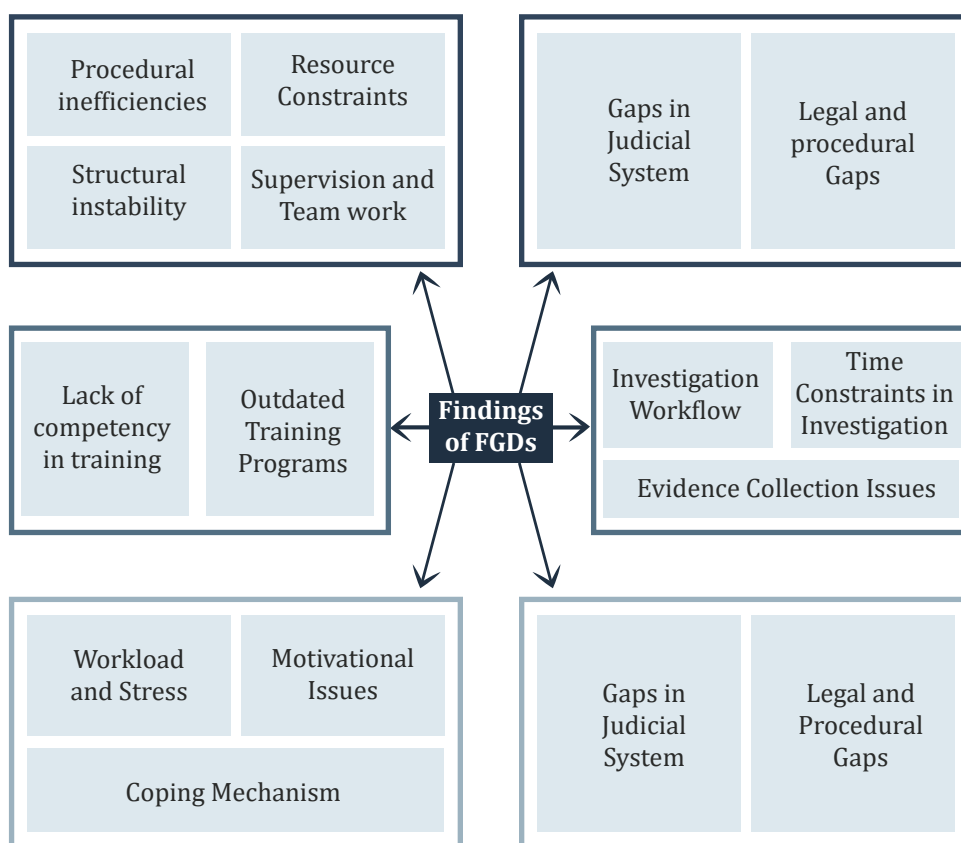 Procedural
inefficiencies
Resource
Constraints
Structural
instability
Supervision and
Team work
Gaps in
Judicial
System
Legal and
procedural
Gaps
Lack of
competency
in training
Outdated
Training
Programs
Findings
of FGDs
Investigation
Workflow
Time
Constraints in
Investigation
Evidence Collection Issues
Workload
and Stress
Motivational
Issues
Coping Mechanism
Gaps in
Judicial
System
Legal and
Procedural
Gaps